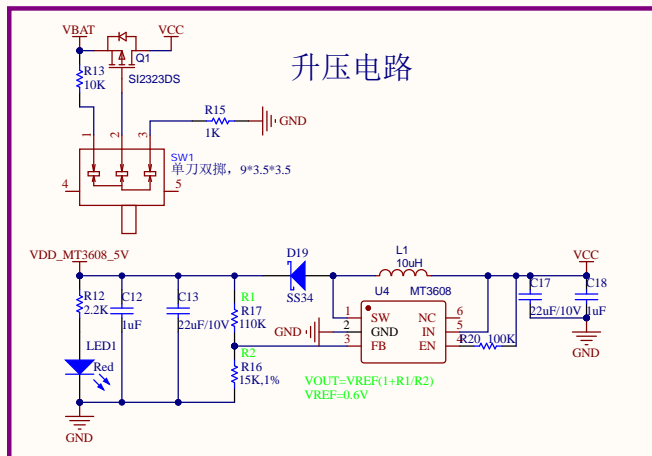 升压电路
VBAT
VCC
Q1
SI2323DS
R13
10K
R15
1K
GND
1
2
3
SW1
单刀双掷，9*3.5*3.5
4
5
VDD_MT3608_5V
D19
SS34
L1
10uH
VCC
R12
2.2K
C12
1uF
C13
22uF/10V
R1
R17
110K
U4
MT3608
C17
22uF/10V
C18
1uF
1
SW
NC
6
GND
2
GND
IN
5
3
FB
EN
4
R20
100K
GND
LED1
Red
R2
R16
15K,1%
VOUT=VREF(1+R1/R2)
VREF=0.6V
GND